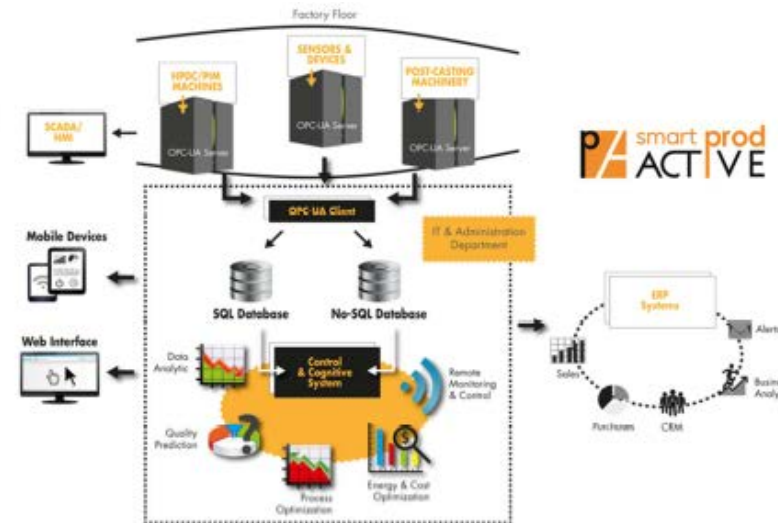 Factory Floor
HPDC/PIM
MACHINES
SENSORS &
DEVICES
POST-CASTING
MACHINERY
SCADA/
HMI
OPC-UA Server
OPC-UA Server
OPC-UA Server
smart prod
ACTIVE
OPC-UA Client
IT & Administration
Department
Mobile Devices
SQL Database
No-SQL Database
ERP
Systems
Web Interface
Data
Analytic
Control
& Cognitive
System
Remote
Monitoring
& Control
Sales
Alert
Purchases
CRM
Quality
Prediction
Process
Optimization
Energy & Cost
Optimization